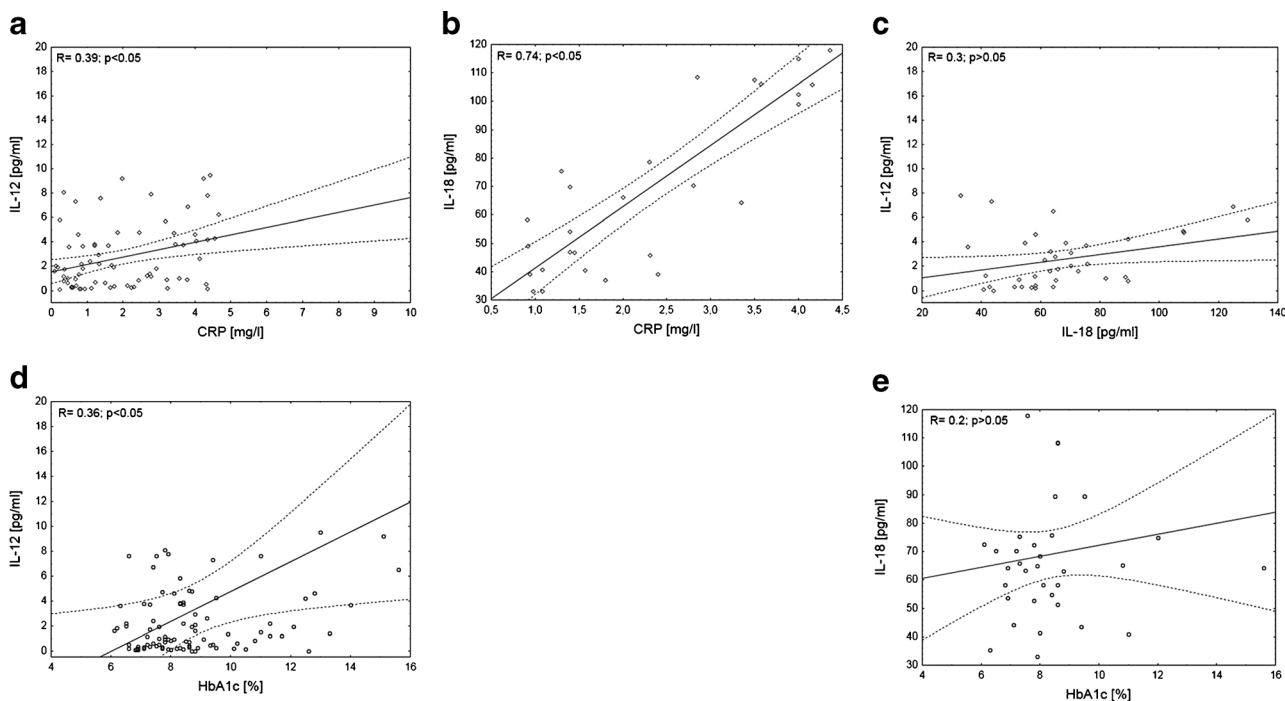 a
R= 0.39; p<0.05
20
18
16
14
12
10
8
6
4
2
0
IL-12 [pg/ml]
0 1 2 3 4 5 6 7 8 9 10
CRP [mg/l]
b
R= 0.74; p<0.05
120
110
100
90
80
70
60
50
40
30
IL-18 [pg/ml]
0,5 1,0 1,5 2,0 2,5 3,0 3,5 4,0 4,5
CRP [mg/l]
c
R= 0.3; p>0.05
20
18
16
14
12
10
8
6
4
2
0
IL-12 [pg/ml]
20 40 60 80 100 120 140
IL-18 [pg/ml]
d
R= 0.36; p<0.05
20
18
16
14
12
10
8
6
4
2
0
IL-12 [pg/ml]
4 6 8 10 12 14 16
HbA1c [%]
e
R= 0.2; p>0.05
120
110
100
90
80
70
60
50
40
30
IL-18 [pg/ml]
4 6 8 10 12 14 16
HbA1c [%]